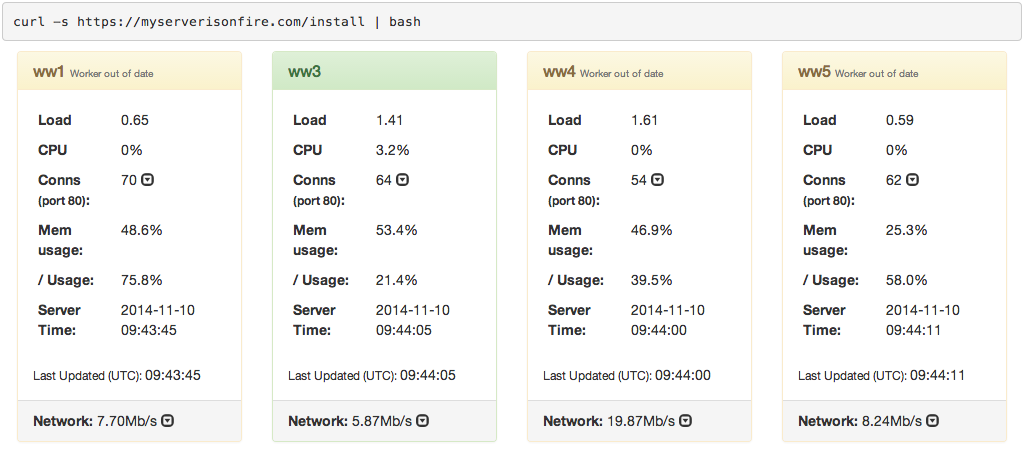 curl –s https://myserverisonfire.com/install | bash
ww1 Worker out of date
Load 0.65
CPU 0%
Conns 70
(port 80):
Mem 48.6%
usage:
/ Usage: 75.8%
Server 2014-11-10
Time: 09:43:45
Last Updated (UTC): 09:43:45
Network: 7.70Mb/s
ww3
Load 1.41
CPU 3.2%
Conns 64
(port 80):
Mem 53.4%
usage:
/ Usage: 21.4%
Server 2014-11-10
Time: 09:44:05
Last Updated (UTC): 09:44:05
Network: 5.87Mb/s
ww4 Worker out of date
Load 1.61
CPU 0%
Conns 54
(port 80):
Mem 46.9%
usage:
/ Usage: 39.5%
Server 2014-11-10
Time: 09:44:00
Last Updated (UTC): 09:44:00
Network: 19.87Mb/s
ww5 Worker out of date
Load 0.59
CPU 0%
Conns 62
(port 80):
Mem 25.3%
usage:
/ Usage: 58.0%
Server 2014-11-10
Time: 09:44:11
Last Updated (UTC): 09:44:11
Network: 8.24Mb/s